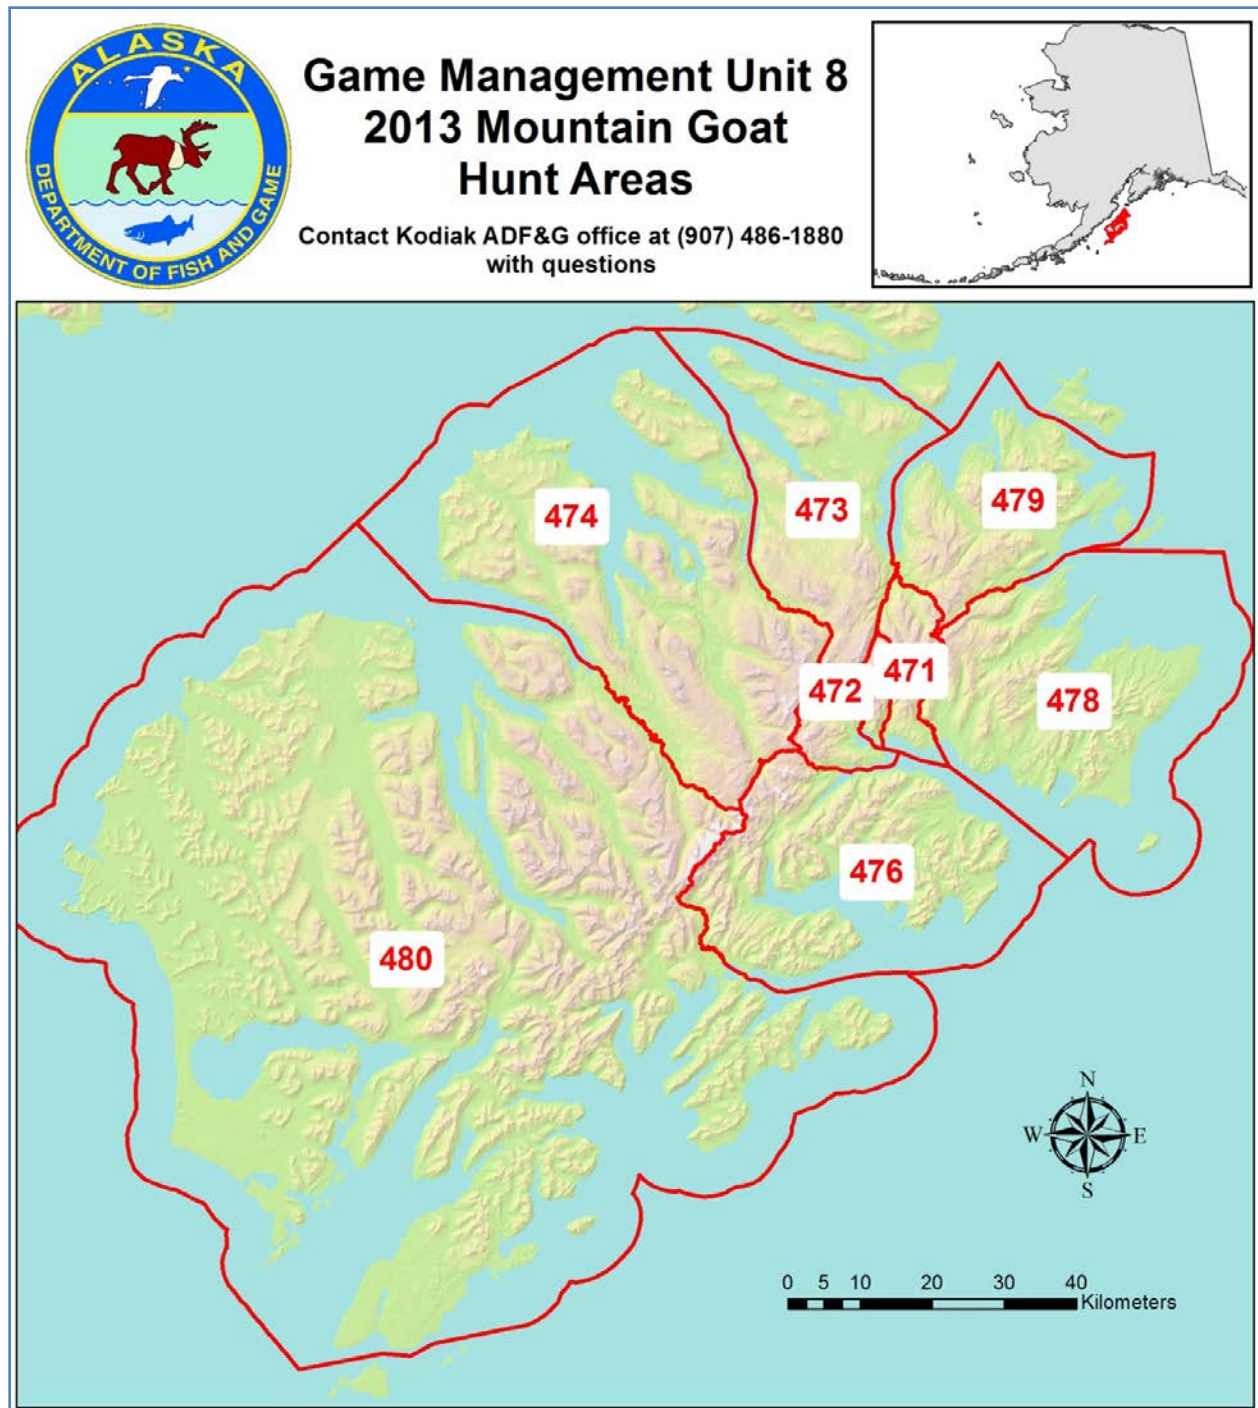 ALASKA
DEPARTMENT OF FISH AND GAME
Game Management Unit 8
2013 Mountain Goat
Hunt Areas
Contact Kodiak ADF&G office at (907) 486-1880
with questions
474
473
479
472
471
478
476
480
N
W E
S
0 5 10 20 30 40
Kilometers